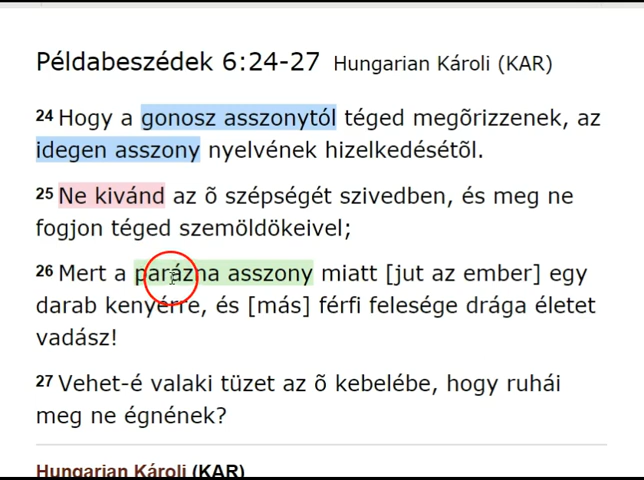 Példabeszédek 6:24-27 Hungarian Károli (KAR)
24 Hogy a gonosz asszonytól téged megõrizzenek, az
idegen asszony nyelvének hizelkedésétõl.
25 Ne kivánd az õ szépségét szivedben, és meg ne
fogjon téged szemöldökeivel;
26 Mert a parázna asszony miatt [jut az ember] egy
darab kenyérre, és [más] férfi felesége drága életet
vadász!
27 Vehet-é valaki tüzet az õ kebelébe, hogy ruhái
meg ne égnének?
Hungarian Károli (KAR)